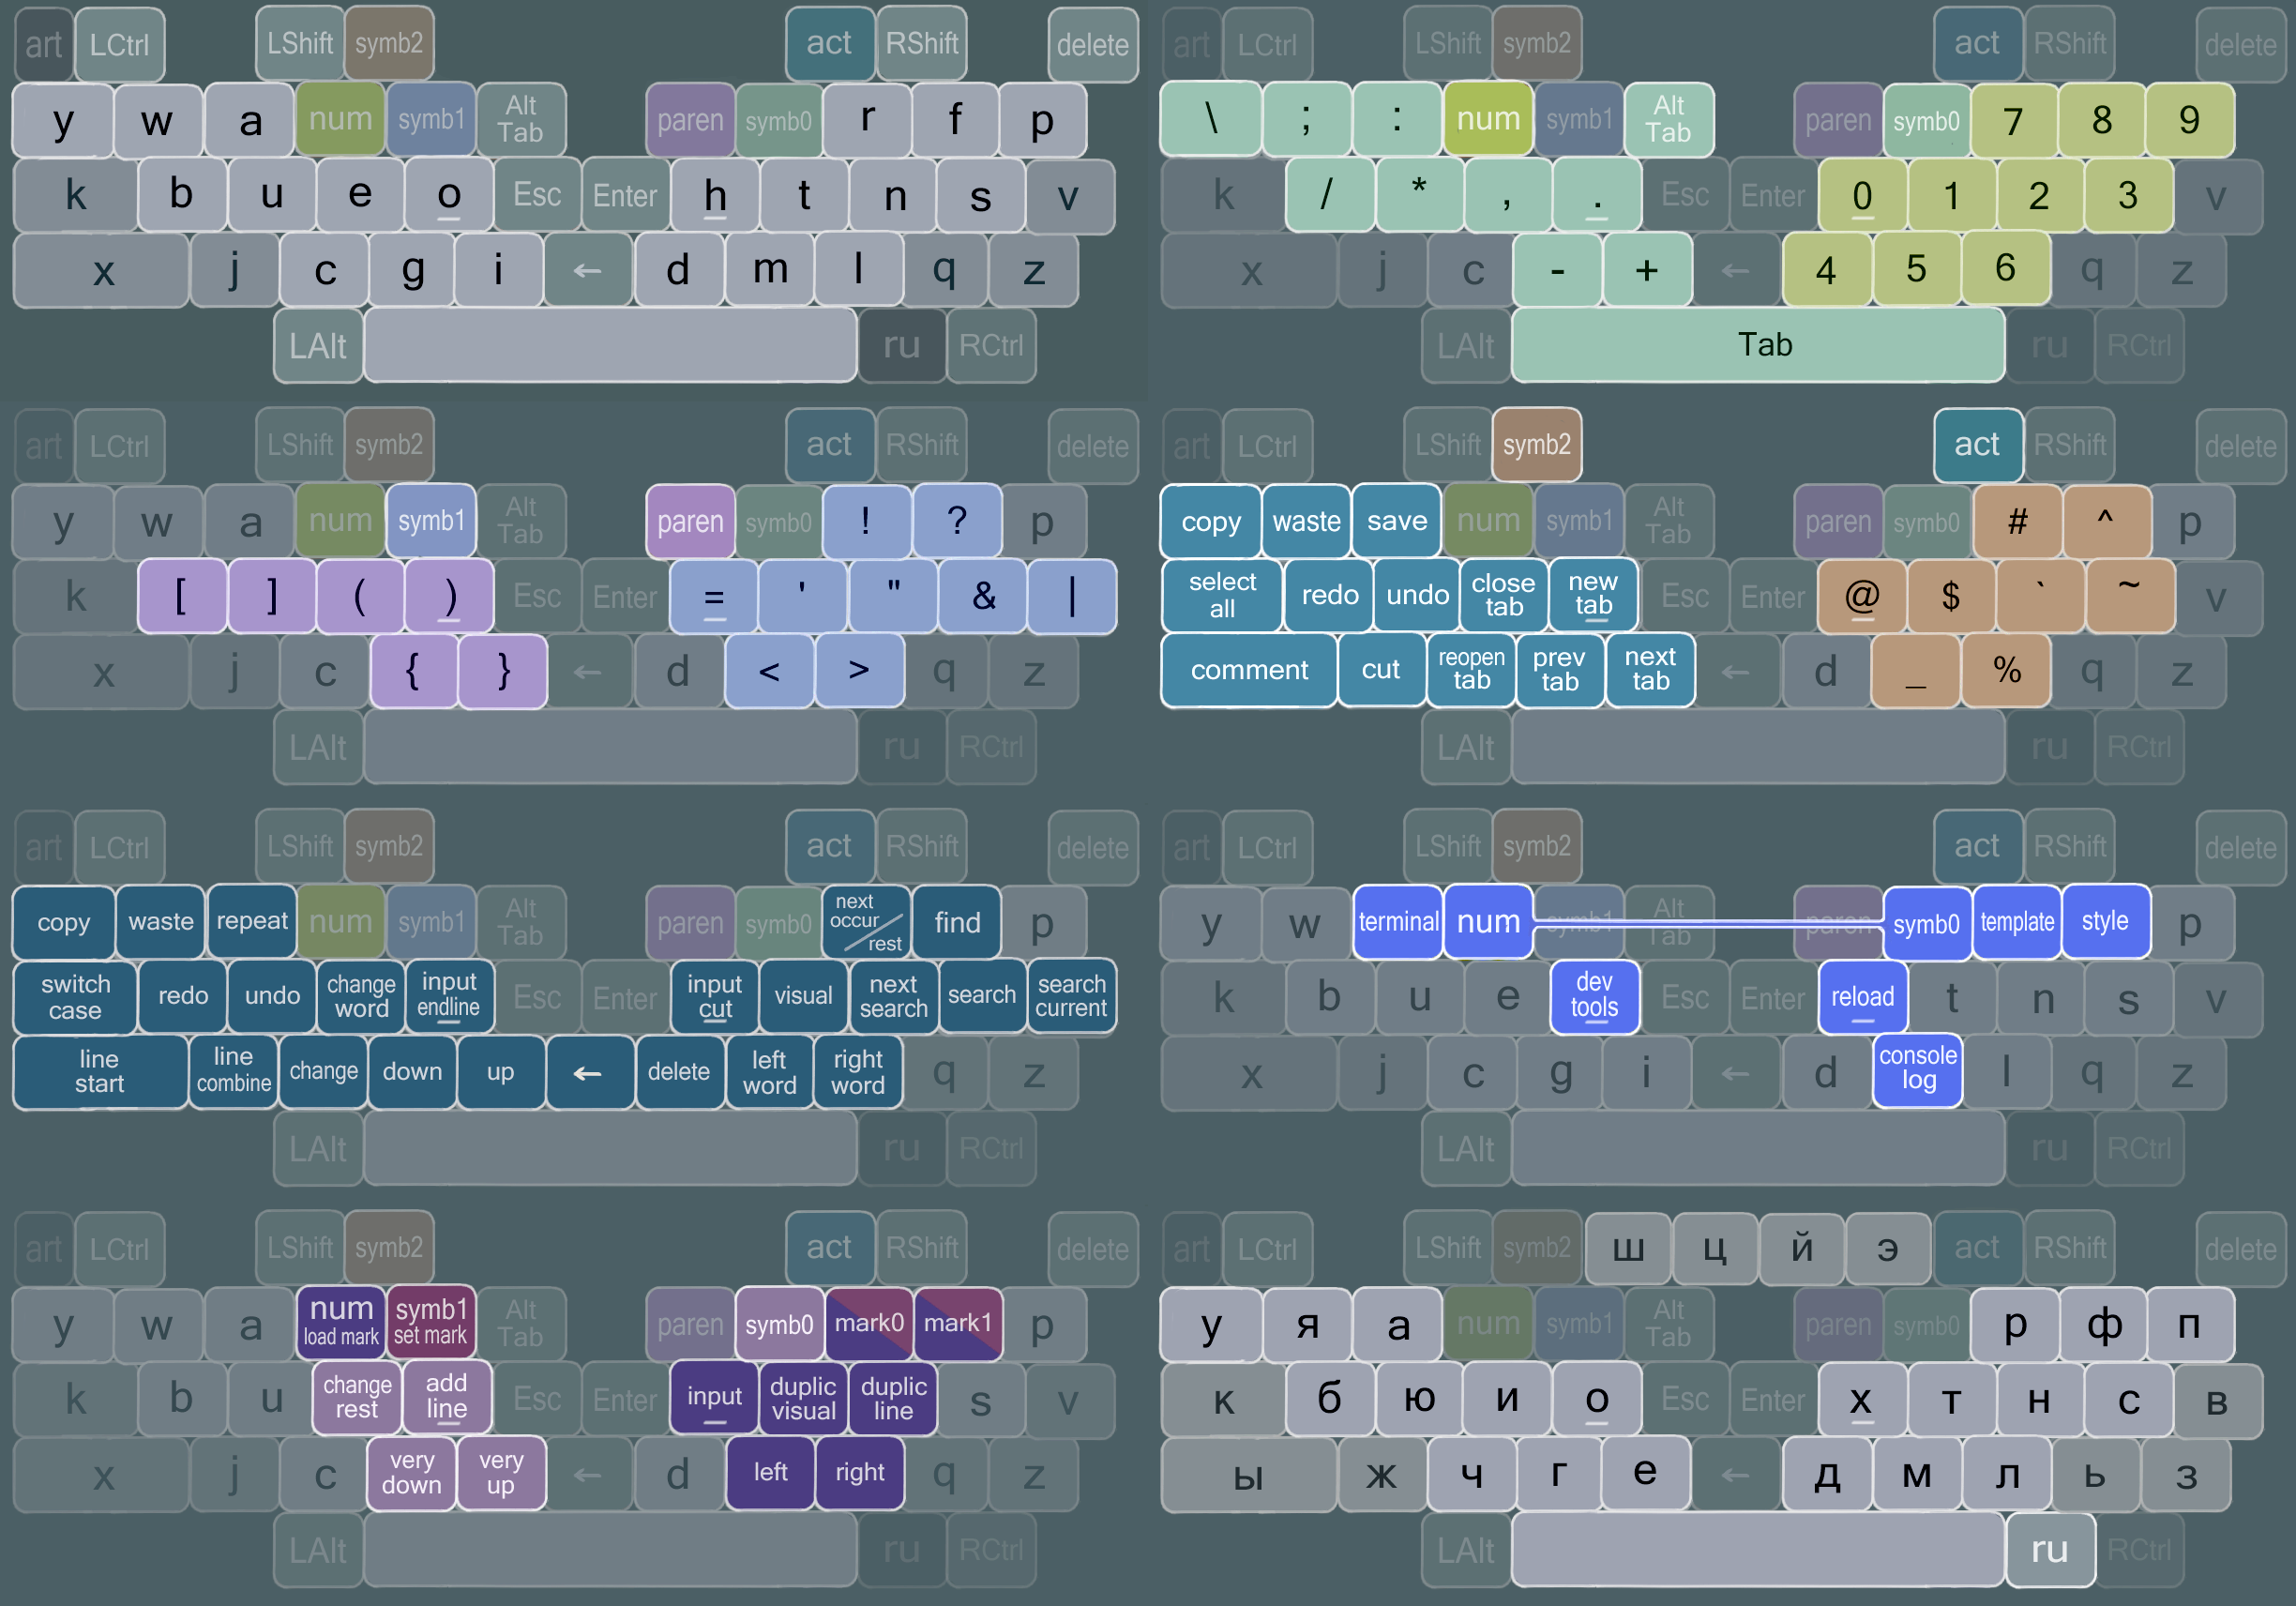 art LCtrl LShift symb2 act RShift delete
y w a num symb1 Alt Tab paren symb0 r f p
k b u e o Esc Enter h t n s v
x j c g i ← d m l q z
LAlt ru RCtrl
art LCtrl LShift symb2 act RShift delete
\ ; : num symb1 Alt Tab paren symb0 7 8 9
k / * , . Esc Enter 0 1 2 3 v
x j c - + ← 4 5 6 q z
LAlt Tab ru RCtrl
art LCtrl LShift symb2 act RShift delete
y w a num symb1 Alt Tab paren symb0 ! ? p
k [ ] ( ) Esc Enter = ' " & |
x j c { } ← d < > q z
LAlt ru RCtrl
art LCtrl LShift symb2 act RShift delete
copy waste save num symb1 Alt Tab paren symb0 # ^ p
select all redo undo close tab new tab Esc Enter @ $ ` ~ v
comment cut reopen tab prev tab next tab ← d _ % q z
LAlt ru RCtrl
art LCtrl LShift symb2 act RShift delete
copy waste repeat num symb1 Alt Tab paren symb0 next occur / rest find p
switch case redo undo change word input endline Esc Enter input cut visual next search search search current
line start line combine change down up ← delete left word right word q z
LAlt ru RCtrl
art LCtrl LShift symb2 act RShift delete
y w terminal num symb1 Alt Tab paren symb0 template style p
k b u e dev tools Esc Enter reload t n s v
x j c g i ← d console log l q z
LAlt ru RCtrl
art LCtrl LShift symb2 act RShift delete
y w a num load mark symb1 set mark Alt Tab paren symb0 mark0 mark1 p
k b u change rest add line Esc Enter input duplic visual duplic line s v
x j c very down very up ← d left right q z
LAlt ru RCtrl
art LCtrl LShift symb2 ш ц й э act RShift delete
у я а num symb1 Alt Tab paren symb0 р ф п
к б ю и о Esc Enter х т н с в
ы ж ч г е ← д м л ь з
LAlt ru RCtrl